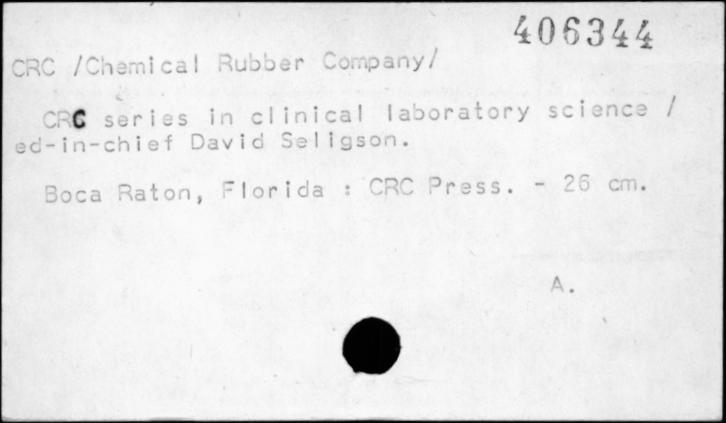 406344
CRC /Chemical Rubber Company/
CRC series in clinical laboratory science /
ed-in-chief David Seligson.
Boca Raton, Florida : CRC Press. - 26 cm.
A.